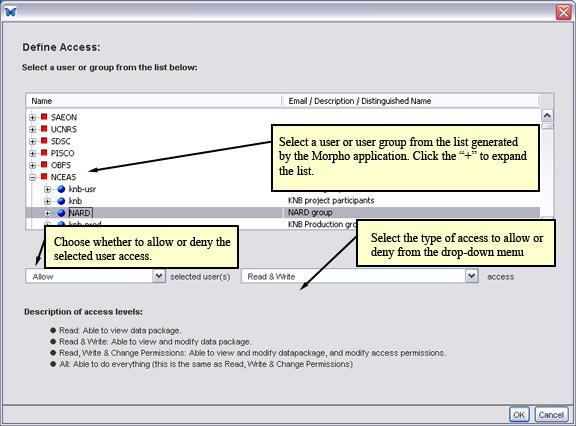 Define Access:
Select a user or group from the list below:
Name Email / Description / Distinguished Name
SAEON
UCNRS
SDSC
PISCO
OBFS
NCEAS
knb-usr
knb KNB project participants
NARD NARD group
knb-prod KNB Production gro
Select a user or user group from the list generated
by the Morpho application. Click the “+” to expand
the list.
Choose whether to allow or deny the
selected user access.
Select the type of access to allow or
deny from the drop-down menu
Allow selected user(s) Read & Write access
Description of access levels:
Read: Able to view data package.
Read & Write: Able to view and modify data package.
Read, Write & Change Permissions: Able to view and modify datapackage, and modify access permissions.
All: Able to do everything (this is the same as Read, Write & Change Permissions)
OK Cancel